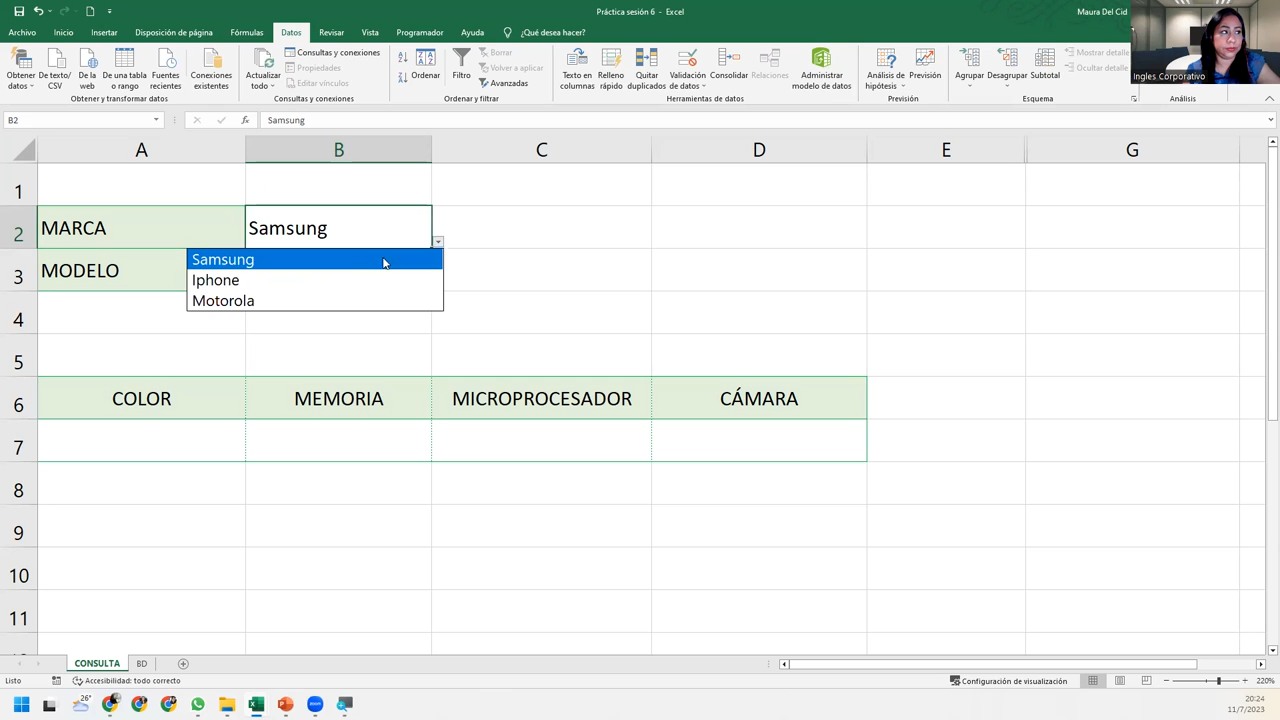 Práctica sesión 6 - Excel
Maura Del Cid
Archivo Inicio Insertar Disposición de página Fórmulas Datos Revisar Vista Programador Ayuda ¿Qué desea hacer?
Obtener datos
De texto/CSV
De la web
De una tabla o rango
Fuentes recientes
Conexiones existentes
Obtener y transformar datos
Actualizar todo
Consultas y conexiones
Propiedades
Editar vínculos
Consultas y conexiones
Ordenar
Filtro
Borrar
Volver a aplicar
Avanzadas
Ordenar y filtrar
Texto en columnas
Relleno rápido
Quitar duplicados
Validación de datos
Consolidar
Relaciones
Administrar modelo de datos
Herramientas de datos
Análisis de hipótesis
Previsión
Previsión
Agrupar
Desagrupar
Subtotal
Mostrar detalle
Ocultar detalle
Esquema
Análisis
Ingles Corporativo
B2
fx
Samsung
A B C D E G
1
2 MARCA Samsung
Samsung
3 MODELO
Iphone
Motorola
4
5
6 COLOR MEMORIA MICROPROCESADOR CÁMARA
7
8
9
10
11
CONSULTA BD
Listo
Accesibilidad: todo correcto
Configuración de visualización
220%
26°
20:24
11/7/2023